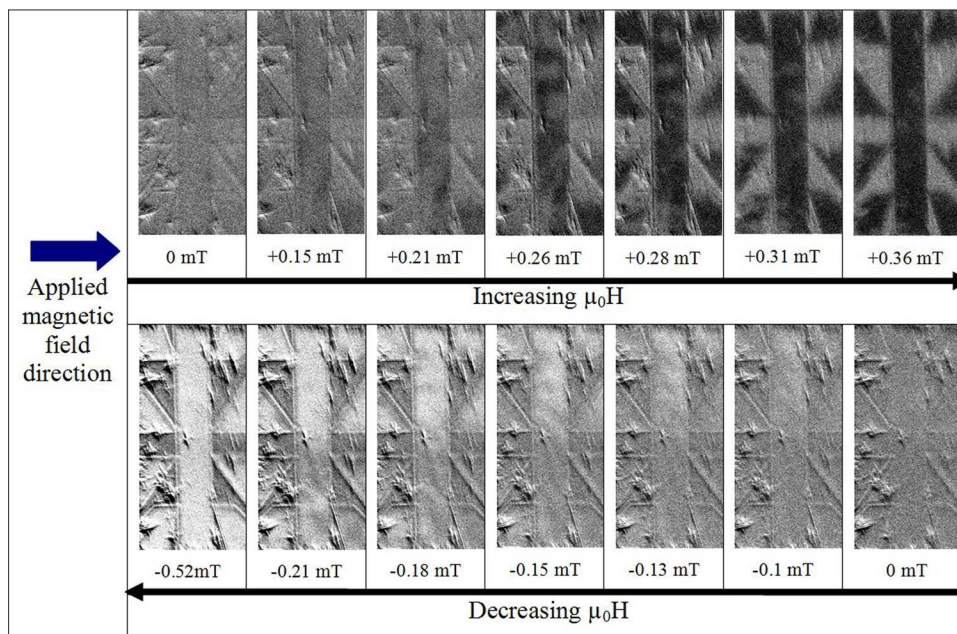 0 mT +0.15 mT +0.21 mT +0.26 mT +0.28 mT +0.31 mT +0.36 mT
Increasing µ₀H
Applied
magnetic
field
direction
-0.52mT -0.21 mT -0.18 mT -0.15 mT -0.13 mT -0.1 mT 0 mT
Decreasing µ₀H